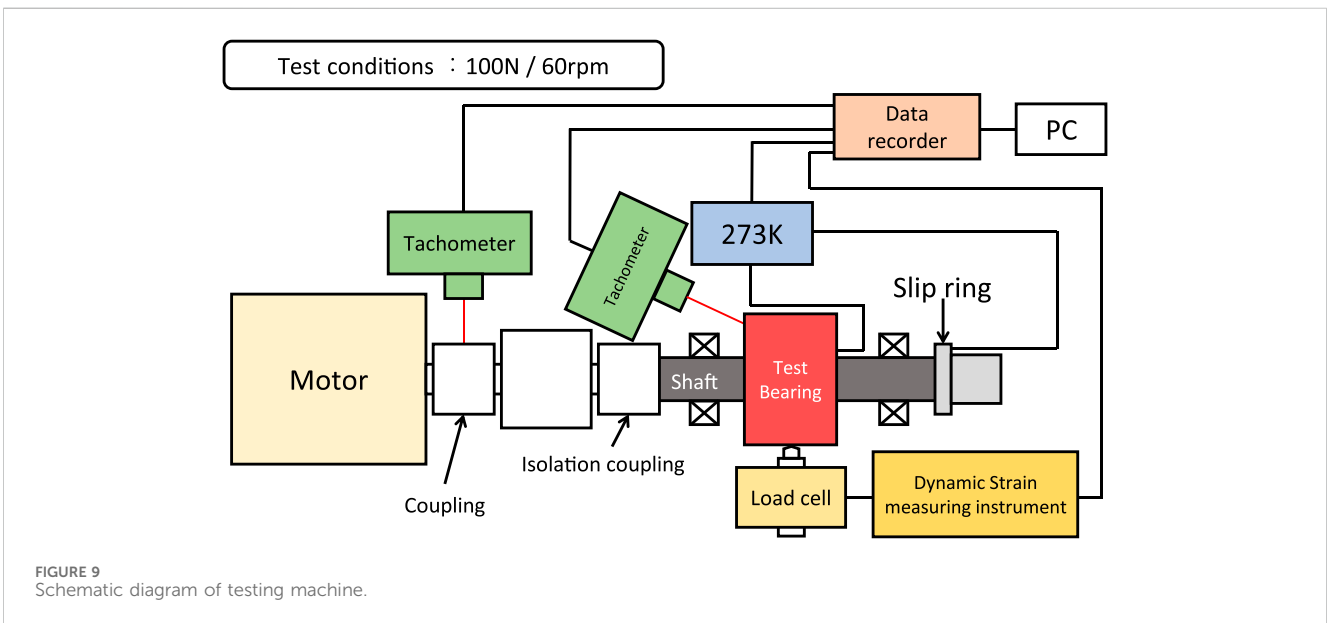 Test conditions : 100N / 60rpm
Data
recorder
PC
Tachometer
Tachometer
273K
Slip ring
Motor
Shaft
Test
Bearing
Isolation coupling
Coupling
Load cell
Dynamic Strain
measuring instrument
FIGURE 9
Schematic diagram of testing machine.